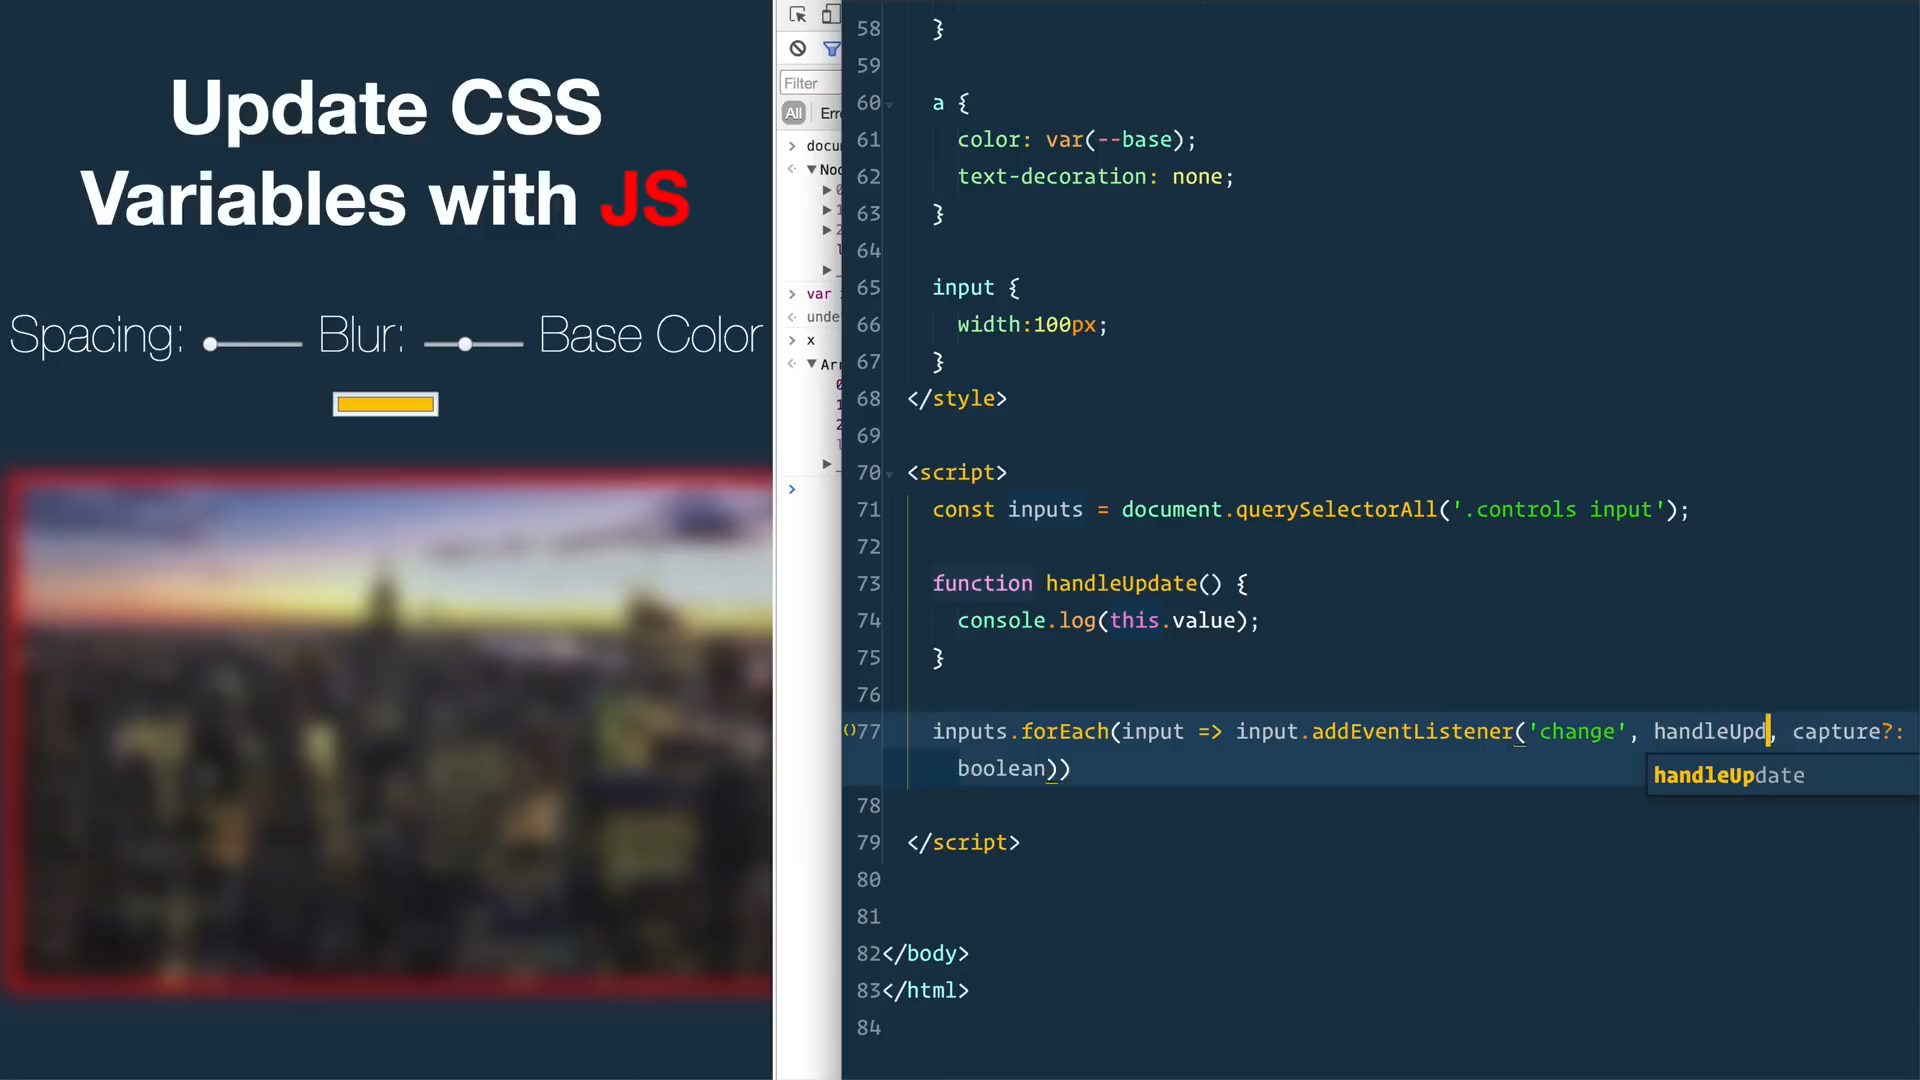 Update CSS
Variables with JS
Spacing:
Blur:
Base Color
Filter
All
var
x
58 }
59
60 a {
61 color: var(--base);
62 text-decoration: none;
63 }
64
65 input {
66 width:100px;
67 }
68 </style>
69
70 <script>
71 const inputs = document.querySelectorAll('.controls input');
72
73 function handleUpdate() {
74 console.log(this.value);
75 }
76
77 inputs.forEach(input => input.addEventListener('change', handleUpd, capture?:
boolean))
handleUpdate
78
79 </script>
80
81
82 </body>
83 </html>
84